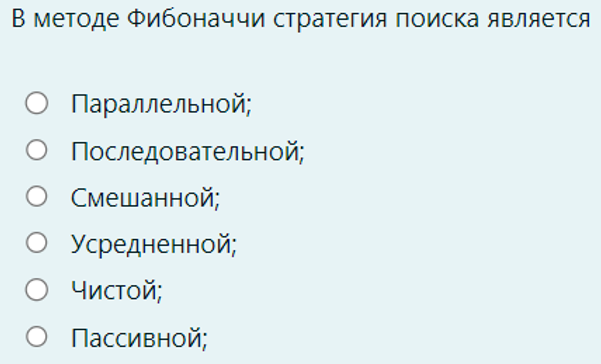 В методе Фибоначчи стратегия поиска является
Параллельной;
Последовательной;
Смешанной;
Усредненной;
Чистой;
Пассивной;